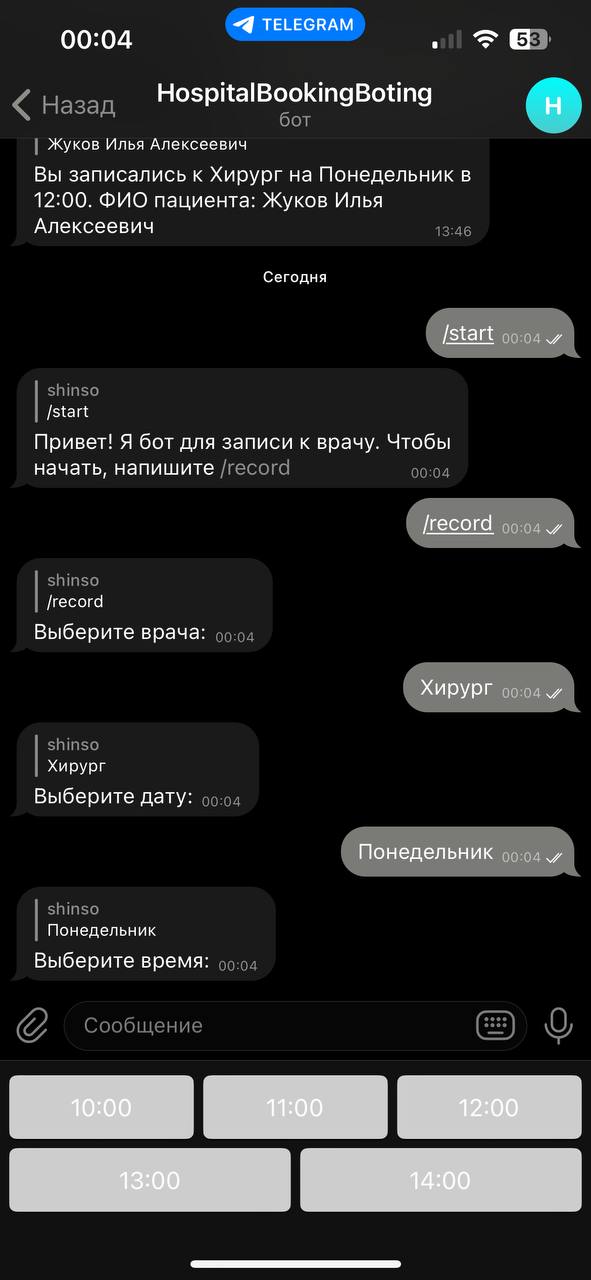 00:04
TELEGRAM
53
Назад
HospitalBookingBoting
бот
H
Жуков Илья Алексеевич
Вы записались к Хирург на Понедельник в
12:00. ФИО пациента: Жуков Илья
Алексеевич
13:46
Сегодня
/start 00:04
shinso
/start
Привет! Я бот для записи к врачу. Чтобы
начать, напишите /record 00:04
/record 00:04
shinso
/record
Выберите врача: 00:04
Хирург 00:04
shinso
Хирург
Выберите дату: 00:04
Понедельник 00:04
shinso
Понедельник
Выберите время: 00:04
Сообщение
10:00 11:00 12:00
13:00 14:00